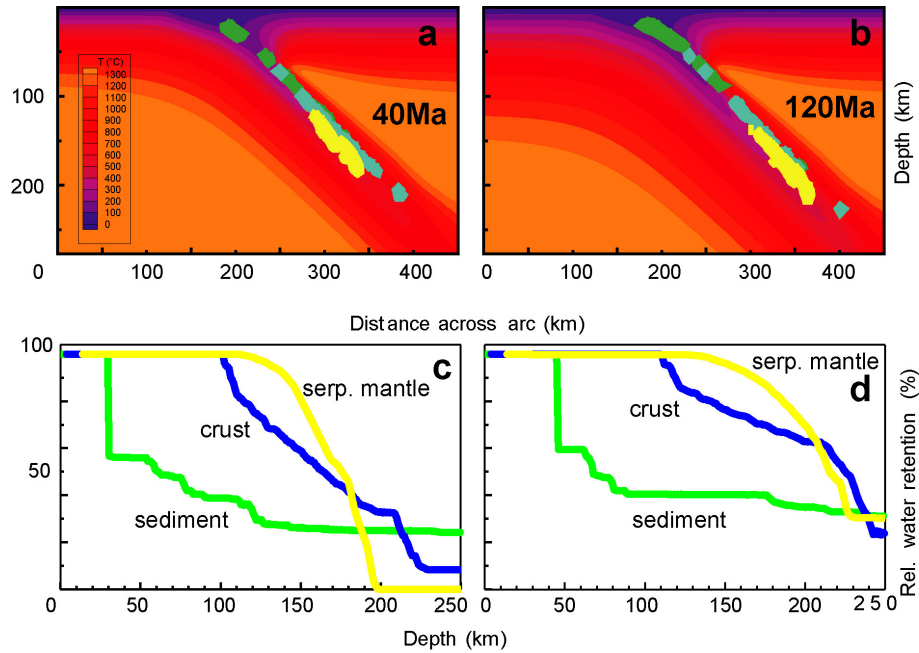 a
b
T (°C)
1300
1200
1100
1000
900
800
700
600
500
400
300
200
100
0
40Ma
120Ma
100
200
Depth (km)
0
100
200
300
400
0
100
200
300
400
Distance across arc (km)
100
50
c
serp. mantle
crust
sediment
d
serp. mantle
crust
sediment
Rel. water retention (%)
0
50
100
150
200
250
0
50
100
150
200
2 5 0
Depth (km)